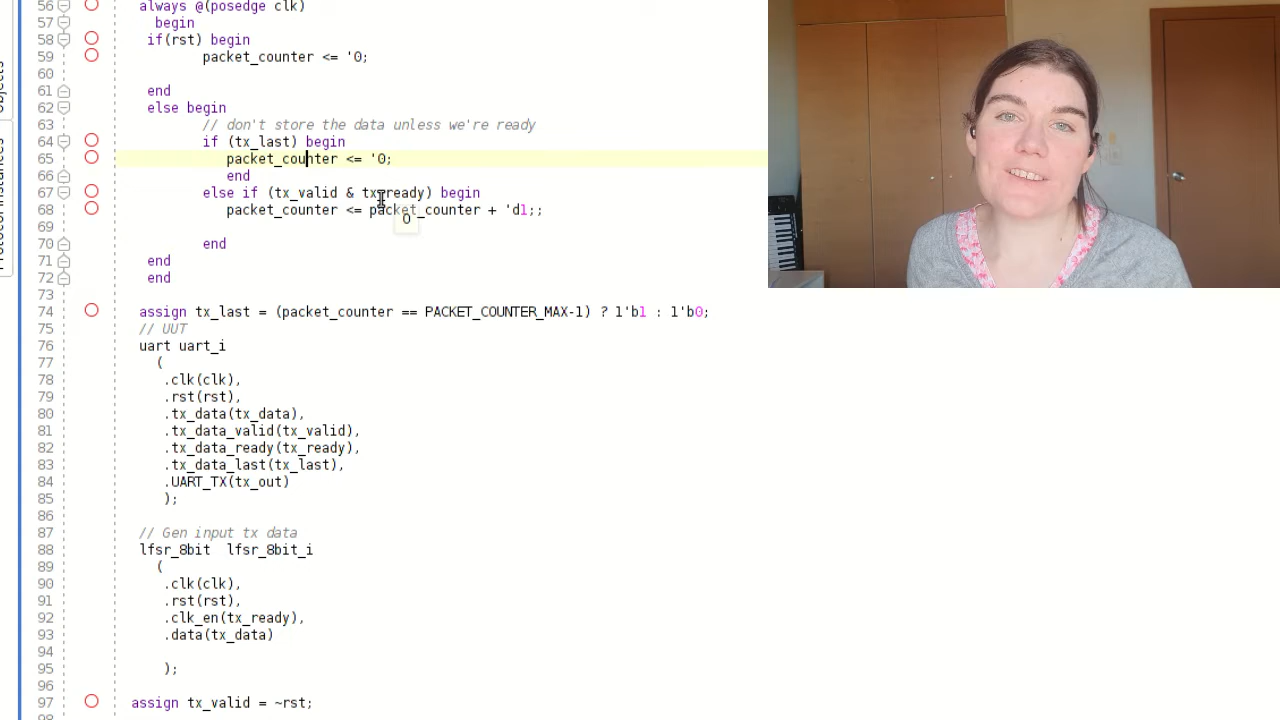 Objects
Protocol Instances
56 always @(posedge clk)
57 begin
58 if(rst) begin
59 packet_counter <= '0;
60
61 end
62 else begin
63 // don't store the data unless we're ready
64 if (tx_last) begin
65 packet_counter <= '0;
66 end
67 else if (tx_valid & tx_ready) begin
68 packet_counter <= packet_counter + 'd1;;
0
69
70 end
71 end
72 end
73
74 assign tx_last = (packet_counter == PACKET_COUNTER_MAX-1) ? 1'b1 : 1'b0;
75 // UUT
76 uart uart_i
77 (
78 .clk(clk),
79 .rst(rst),
80 .tx_data(tx_data),
81 .tx_data_valid(tx_valid),
82 .tx_data_ready(tx_ready),
83 .tx_data_last(tx_last),
84 .UART_TX(tx_out)
85 );
86
87 // Gen input tx data
88 lfsr_8bit lfsr_8bit_i
89 (
90 .clk(clk),
91 .rst(rst),
92 .clk_en(tx_ready),
93 .data(tx_data)
94
95 );
96
97 assign tx_valid = ~rst;
98